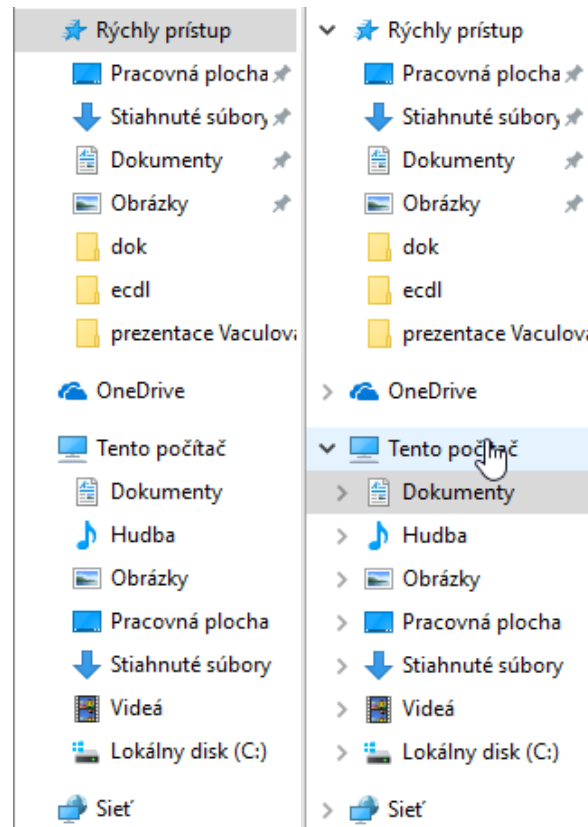 Rýchly prístup
Pracovná plocha
Stiahnuté súbory
Dokumenty
Obrázky
dok
ecdl
prezentace Vaculova
OneDrive
Tento počítač
Dokumenty
Hudba
Obrázky
Pracovná plocha
Stiahnuté súbory
Videá
Lokálny disk (C:)
Sieť
Rýchly prístup
Pracovná plocha
Stiahnuté súbory
Dokumenty
Obrázky
dok
ecdl
prezentace Vaculova
OneDrive
Tento počítač
Dokumenty
Hudba
Obrázky
Pracovná plocha
Stiahnuté súbory
Videá
Lokálny disk (C:)
Sieť